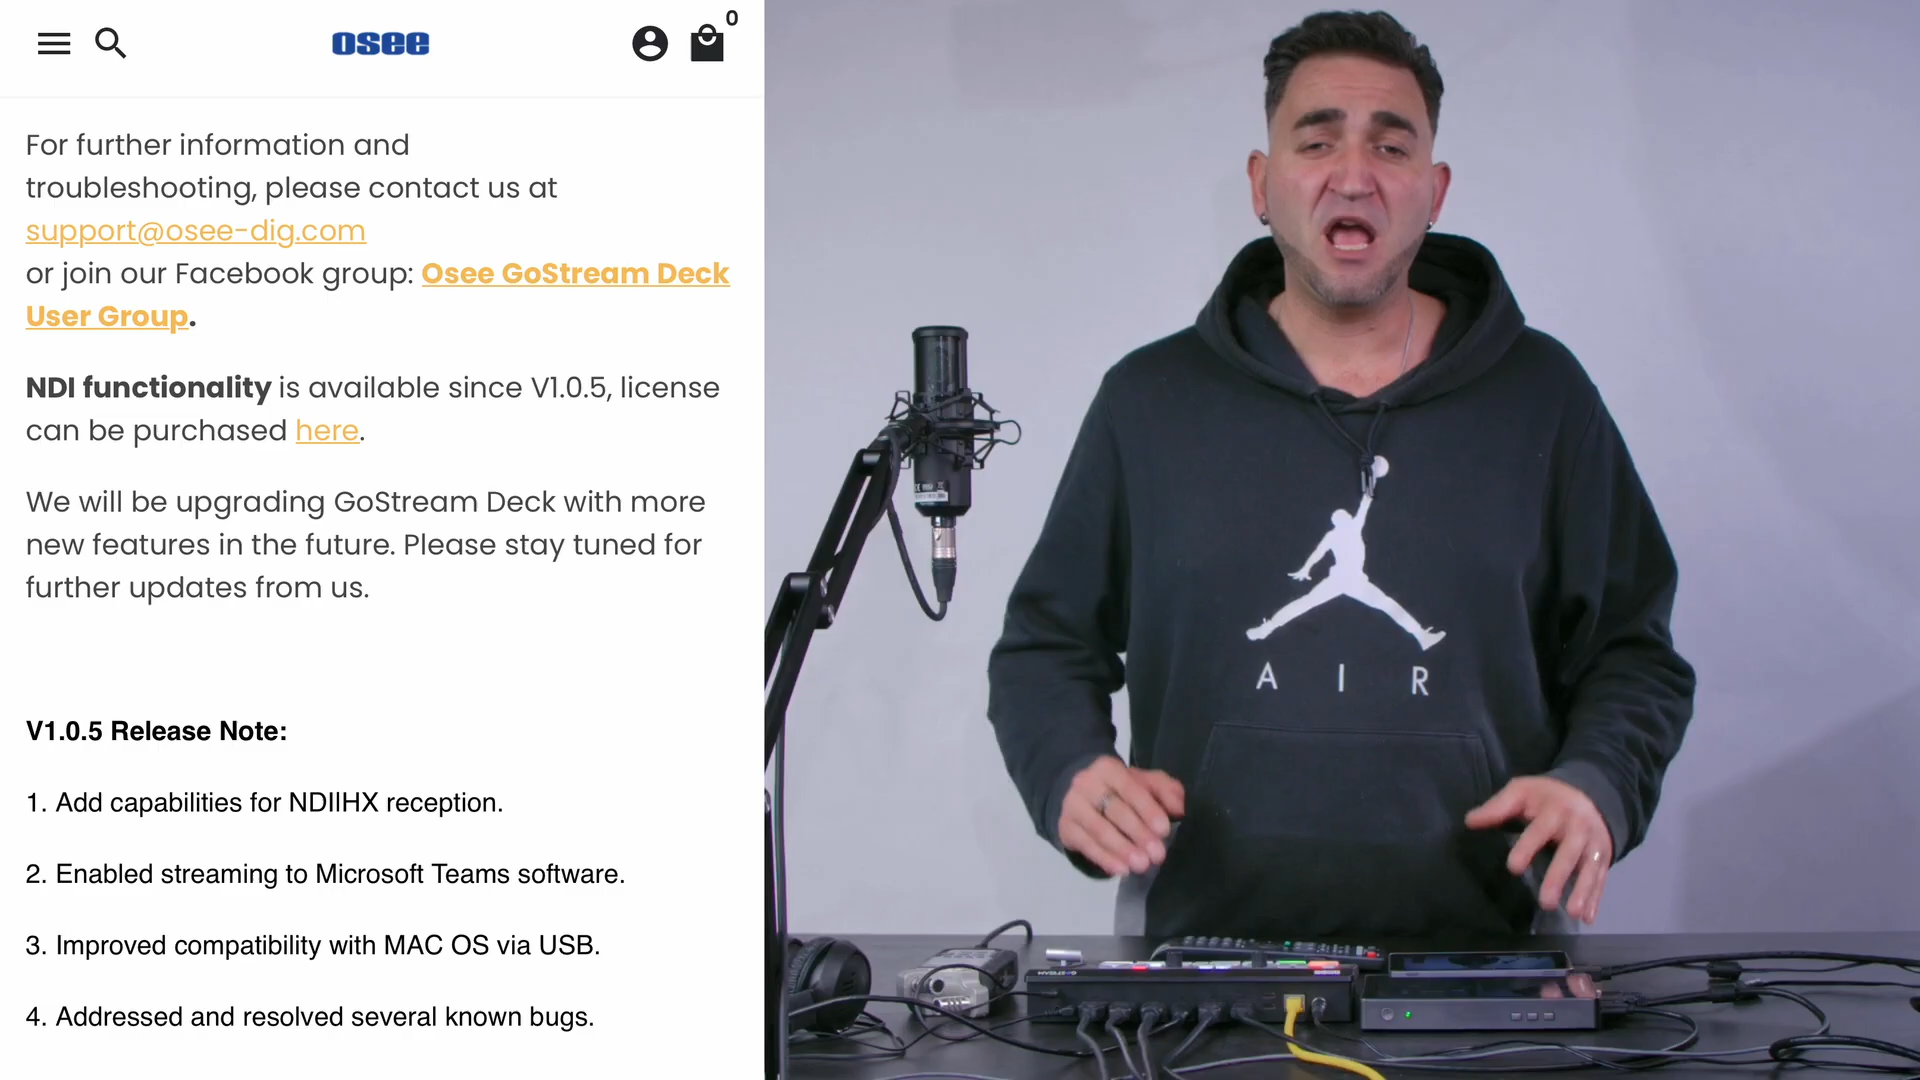 osee
0
For further information and
troubleshooting, please contact us at
support@osee-dig.com
or join our Facebook group: Osee GoStream Deck
User Group.
NDI functionality is available since V1.0.5, license
can be purchased here.
We will be upgrading GoStream Deck with more
new features in the future. Please stay tuned for
further updates from us.
V1.0.5 Release Note:
1. Add capabilities for NDIIHX reception.
2. Enabled streaming to Microsoft Teams software.
3. Improved compatibility with MAC OS via USB.
4. Addressed and resolved several known bugs.
A I R